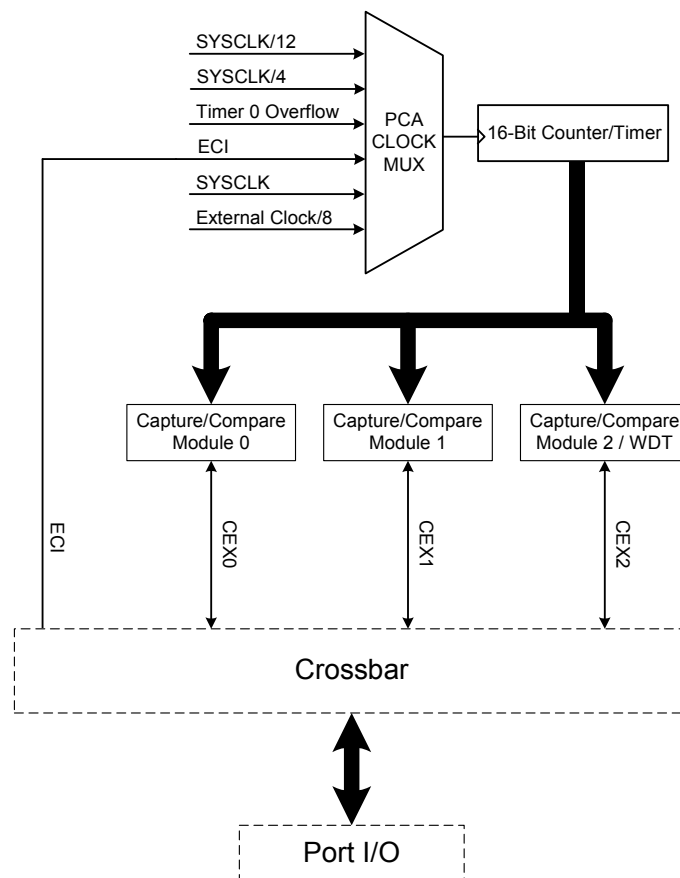 SYSCLK/12
SYSCLK/4
Timer 0 Overflow
ECI
SYSCLK
External Clock/8
PCA
CLOCK
MUX
16-Bit Counter/Timer
Capture/Compare
Module 0
Capture/Compare
Module 1
Capture/Compare
Module 2 / WDT
ECI
CEX0
CEX1
CEX2
Crossbar
Port I/O